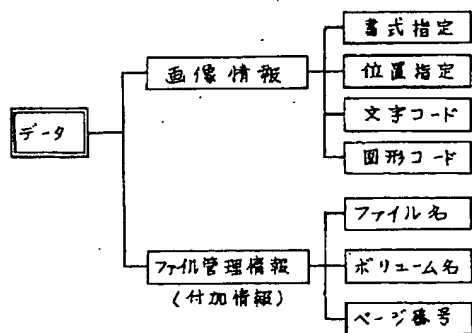 データ
画像情報
書式指定
位置指定
文字コード
図形コード
ファイル管理情報
(付加情報)
ファイル名
ボリューム名
ページ番号